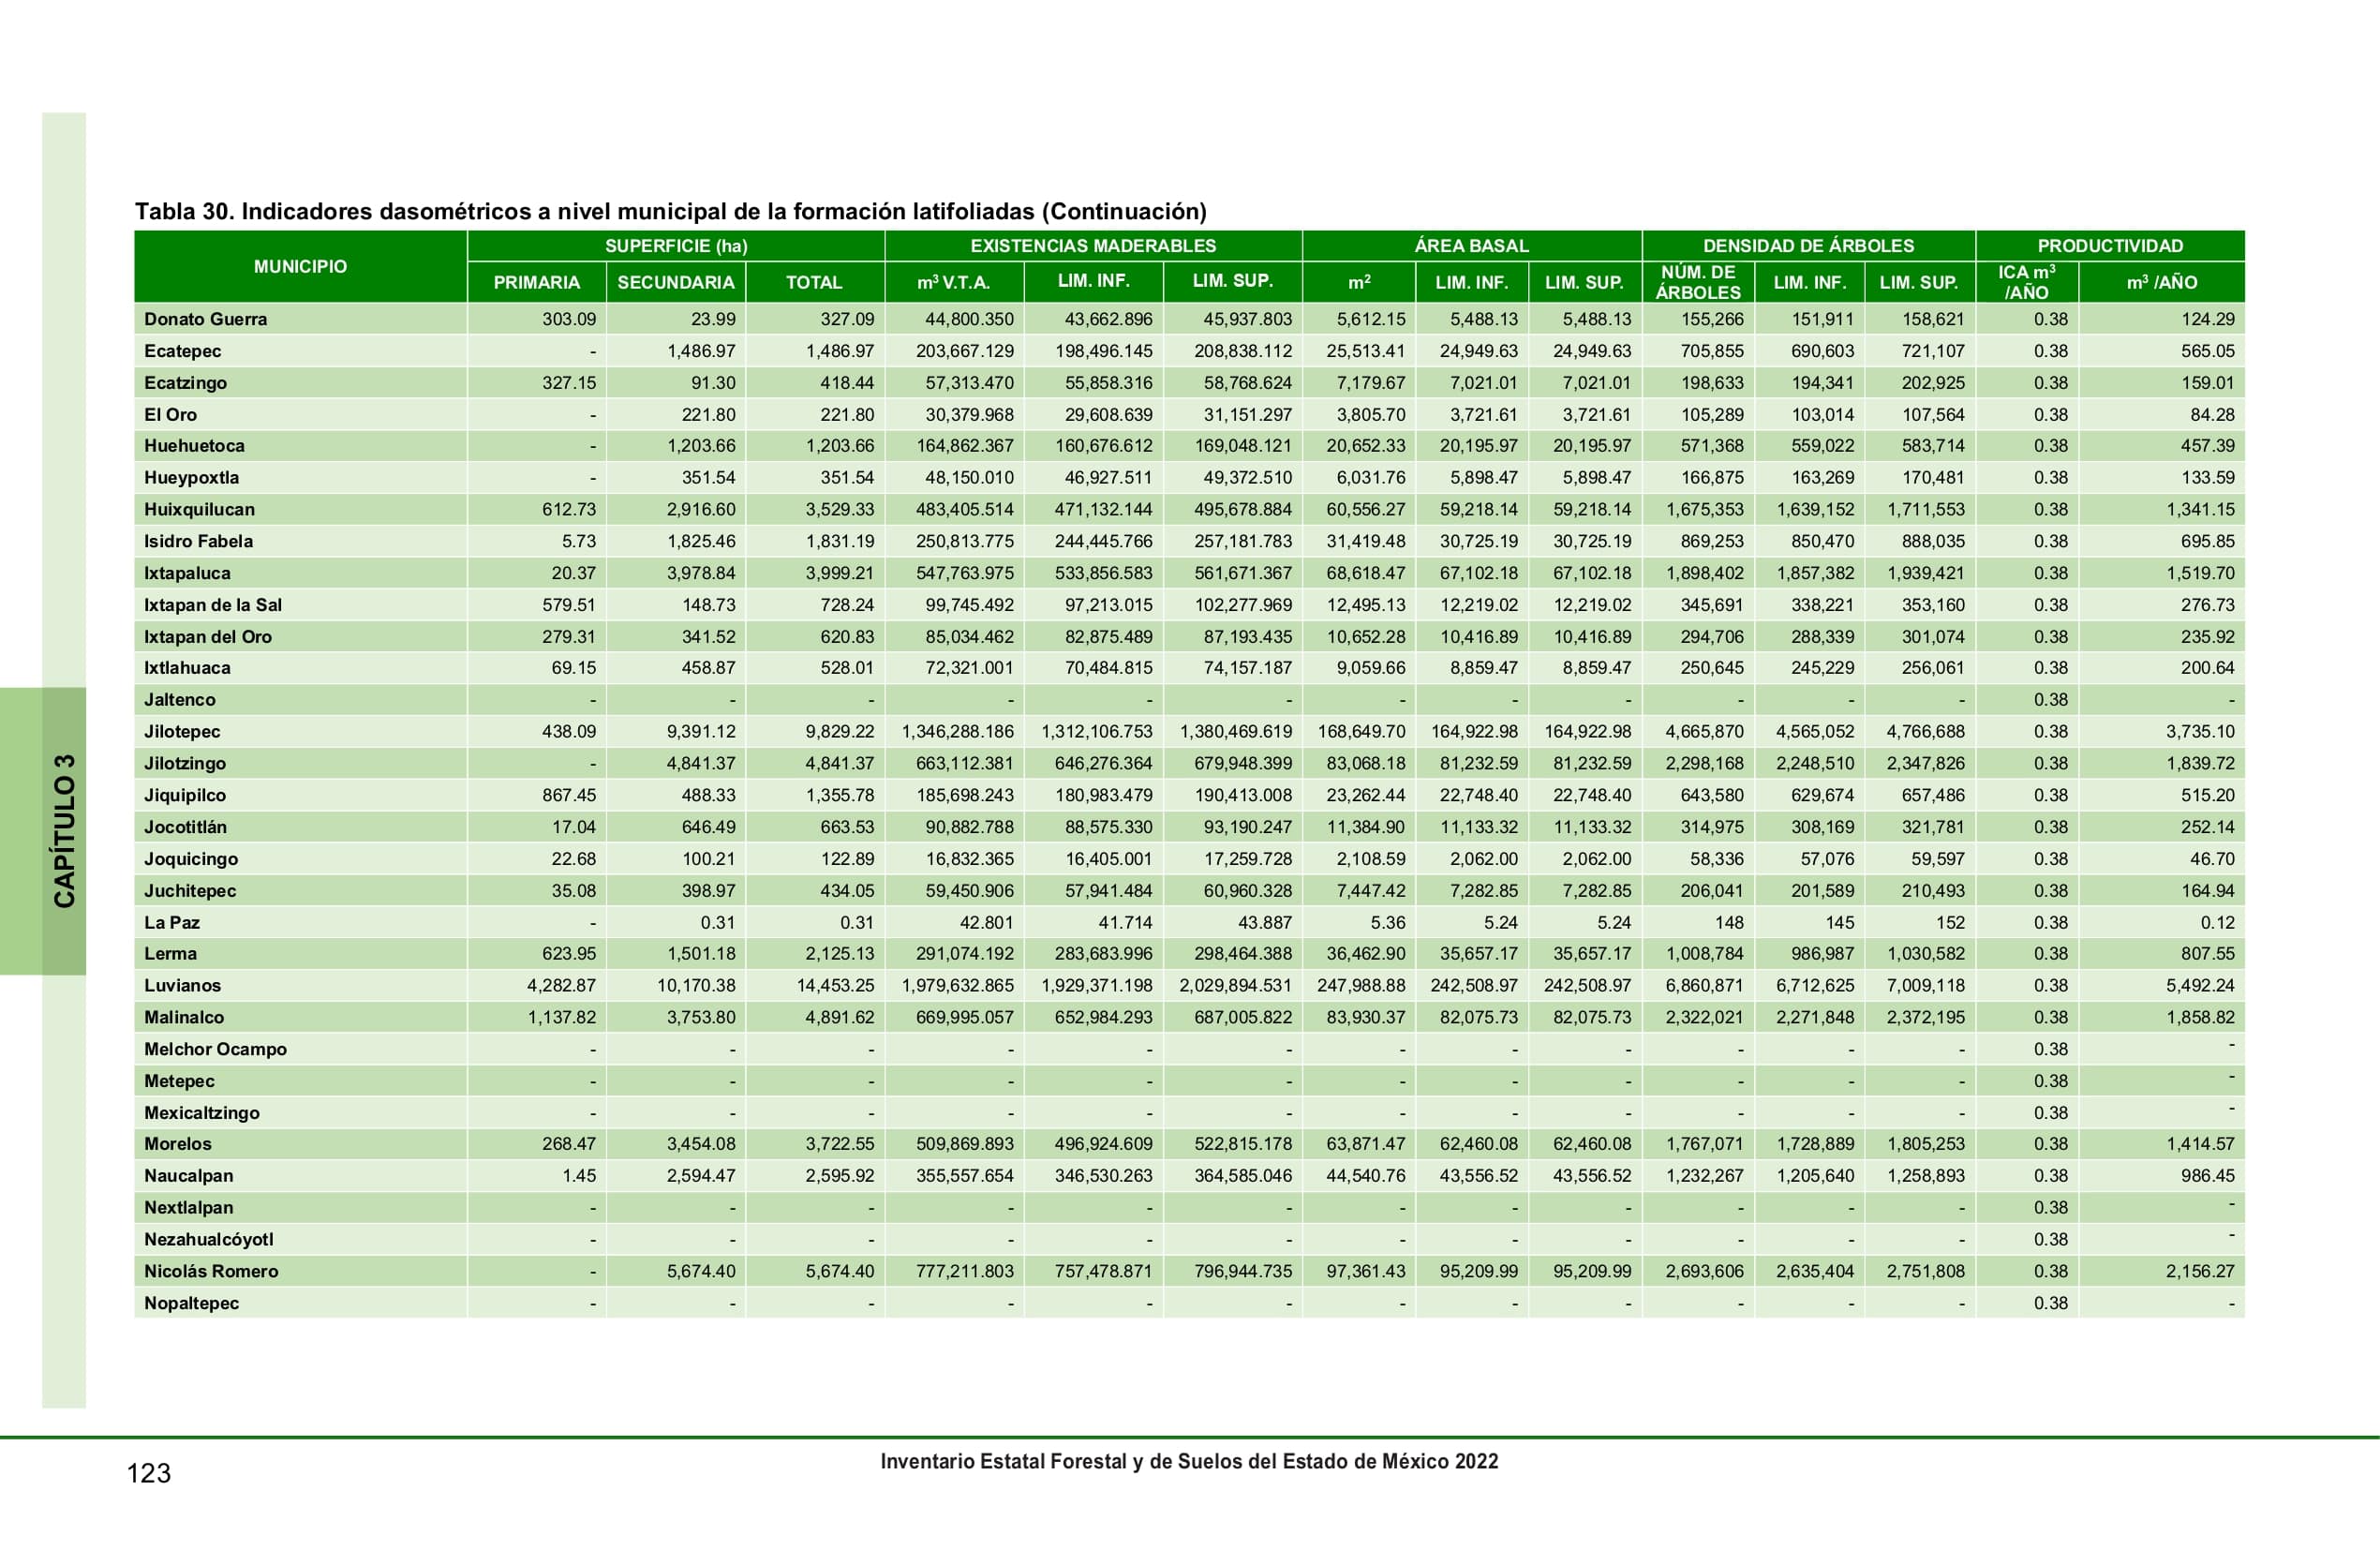 Tabla 30. Indicadores dasométricos a nivel municipal de la formación latifoliadas (Continuación)
MUNICIPIO SUPERFICIE (ha) EXISTENCIAS MADERABLES ÁREA BASAL DENSIDAD DE ÁRBOLES PRODUCTIVIDAD
PRIMARIA SECUNDARIA TOTAL m³ V.T.A. LIM. INF. LIM. SUP. m² LIM. INF. LIM. SUP. NÚM. DE ÁRBOLES LIM. INF. LIM. SUP. ICA m³ /AÑO m³ /AÑO
Donato Guerra 303.09 23.99 327.09 44,800.350 43,662.896 45,937.803 5,612.15 5,488.13 5,488.13 155,266 151,911 158,621 0.38 124.29
Ecatepec - 1,486.97 1,486.97 203,667.129 198,496.145 208,838.112 25,513.41 24,949.63 24,949.63 705,855 690,603 721,107 0.38 565.05
Ecatzingo 327.15 91.30 418.44 57,313.470 55,858.316 58,768.624 7,179.67 7,021.01 7,021.01 198,633 194,341 202,925 0.38 159.01
El Oro - 221.80 221.80 30,379.968 29,608.639 31,151.297 3,805.70 3,721.61 3,721.61 105,289 103,014 107,564 0.38 84.28
Huehuetoca - 1,203.66 1,203.66 164,862.367 160,676.612 169,048.121 20,652.33 20,195.97 20,195.97 571,368 559,022 583,714 0.38 457.39
Hueypoxtla - 351.54 351.54 48,150.010 46,927.511 49,372.510 6,031.76 5,898.47 5,898.47 166,875 163,269 170,481 0.38 133.59
Huixquilucan 612.73 2,916.60 3,529.33 483,405.514 471,132.144 495,678.884 60,556.27 59,218.14 59,218.14 1,675,353 1,639,152 1,711,553 0.38 1,341.15
Isidro Fabela 5.73 1,825.46 1,831.19 250,813.775 244,445.766 257,181.783 31,419.48 30,725.19 30,725.19 869,253 850,470 888,035 0.38 695.85
Ixtapaluca 20.37 3,978.84 3,999.21 547,763.975 533,856.583 561,671.367 68,618.47 67,102.18 67,102.18 1,898,402 1,857,382 1,939,421 0.38 1,519.70
Ixtapan de la Sal 579.51 148.73 728.24 99,745.492 97,213.015 102,277.969 12,495.13 12,219.02 12,219.02 345,691 338,221 353,160 0.38 276.73
Ixtapan del Oro 279.31 341.52 620.83 85,034.462 82,875.489 87,193.435 10,652.28 10,416.89 10,416.89 294,706 288,339 301,074 0.38 235.92
Ixtlahuaca 69.15 458.87 528.01 72,321.001 70,484.815 74,157.187 9,059.66 8,859.47 8,859.47 250,645 245,229 256,061 0.38 200.64
Jaltenco - - - - - - - - - - - - 0.38 -
Jilotepec 438.09 9,391.12 9,829.22 1,346,288.186 1,312,106.753 1,380,469.619 168,649.70 164,922.98 164,922.98 4,665,870 4,565,052 4,766,688 0.38 3,735.10
Jilotzingo - 4,841.37 4,841.37 663,112.381 646,276.364 679,948.399 83,068.18 81,232.59 81,232.59 2,298,168 2,248,510 2,347,826 0.38 1,839.72
Jiquipilco 867.45 488.33 1,355.78 185,698.243 180,983.479 190,413.008 23,262.44 22,748.40 22,748.40 643,580 629,674 657,486 0.38 515.20
Jocotitlán 17.04 646.49 663.53 90,882.788 88,575.330 93,190.247 11,384.90 11,133.32 11,133.32 314,975 308,169 321,781 0.38 252.14
Joquicingo 22.68 100.21 122.89 16,832.365 16,405.001 17,259.728 2,108.59 2,062.00 2,062.00 58,336 57,076 59,597 0.38 46.70
Juchitepec 35.08 398.97 434.05 59,450.906 57,941.484 60,960.328 7,447.42 7,282.85 7,282.85 206,041 201,589 210,493 0.38 164.94
La Paz - 0.31 0.31 42.801 41.714 43.887 5.36 5.24 5.24 148 145 152 0.38 0.12
Lerma 623.95 1,501.18 2,125.13 291,074.192 283,683.996 298,464.388 36,462.90 35,657.17 35,657.17 1,008,784 986,987 1,030,582 0.38 807.55
Luvianos 4,282.87 10,170.38 14,453.25 1,979,632.865 1,929,371.198 2,029,894.531 247,988.88 242,508.97 242,508.97 6,860,871 6,712,625 7,009,118 0.38 5,492.24
Malinalco 1,137.82 3,753.80 4,891.62 669,995.057 652,984.293 687,005.822 83,930.37 82,075.73 82,075.73 2,322,021 2,271,848 2,372,195 0.38 1,858.82
Melchor Ocampo - - - - - - - - - - - - 0.38 -
Metepec - - - - - - - - - - - - 0.38 -
Mexicaltzingo - - - - - - - - - - - - 0.38 -
Morelos 268.47 3,454.08 3,722.55 509,869.893 496,924.609 522,815.178 63,871.47 62,460.08 62,460.08 1,767,071 1,728,889 1,805,253 0.38 1,414.57
Naucalpan 1.45 2,594.47 2,595.92 355,557.654 346,530.263 364,585.046 44,540.76 43,556.52 43,556.52 1,232,267 1,205,640 1,258,893 0.38 986.45
Nextlalpan - - - - - - - - - - - - 0.38 -
Nezahualcóyotl - - - - - - - - - - - - 0.38 -
Nicolás Romero - 5,674.40 5,674.40 777,211.803 757,478.871 796,944.735 97,361.43 95,209.99 95,209.99 2,693,606 2,635,404 2,751,808 0.38 2,156.27
Nopaltepec - - - - - - - - - - - - 0.38 -
CAPÍTULO 3
Inventario Estatal Forestal y de Suelos del Estado de México 2022
123